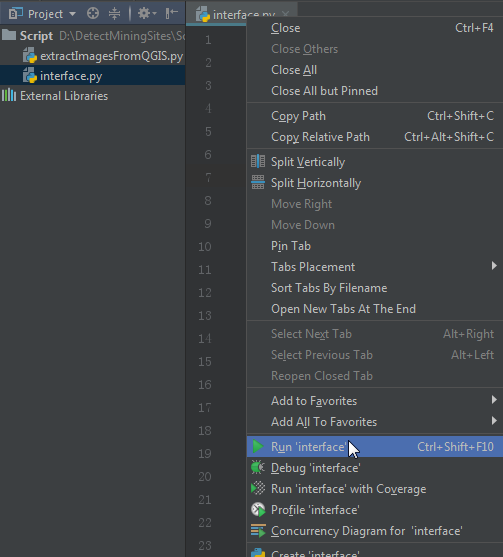 Project
interface.py
Script D:\DetectMiningSites\Sc
extractImagesFromQGIS.py
interface.py
External Libraries
1
4
5
6
7
8
9
10
11
12
13
14
15
16
17
18
19
20
21
22
23
Close Ctrl+F4
Close Others
Close All
Close All but Pinned
Copy Path Ctrl+Shift+C
Copy Relative Path Ctrl+Alt+Shift+C
Split Vertically
Split Horizontally
Move Right
Move Down
Pin Tab
Tabs Placement
Sort Tabs By Filename
Open New Tabs At The End
Select Next Tab Alt+Right
Select Previous Tab Alt+Left
Reopen Closed Tab
Add to Favorites
Add All To Favorites
Run 'interface' Ctrl+Shift+F10
Debug 'interface'
Run 'interface' with Coverage
Profile 'interface'
Concurrency Diagram for 'interface'
Create 'interface'